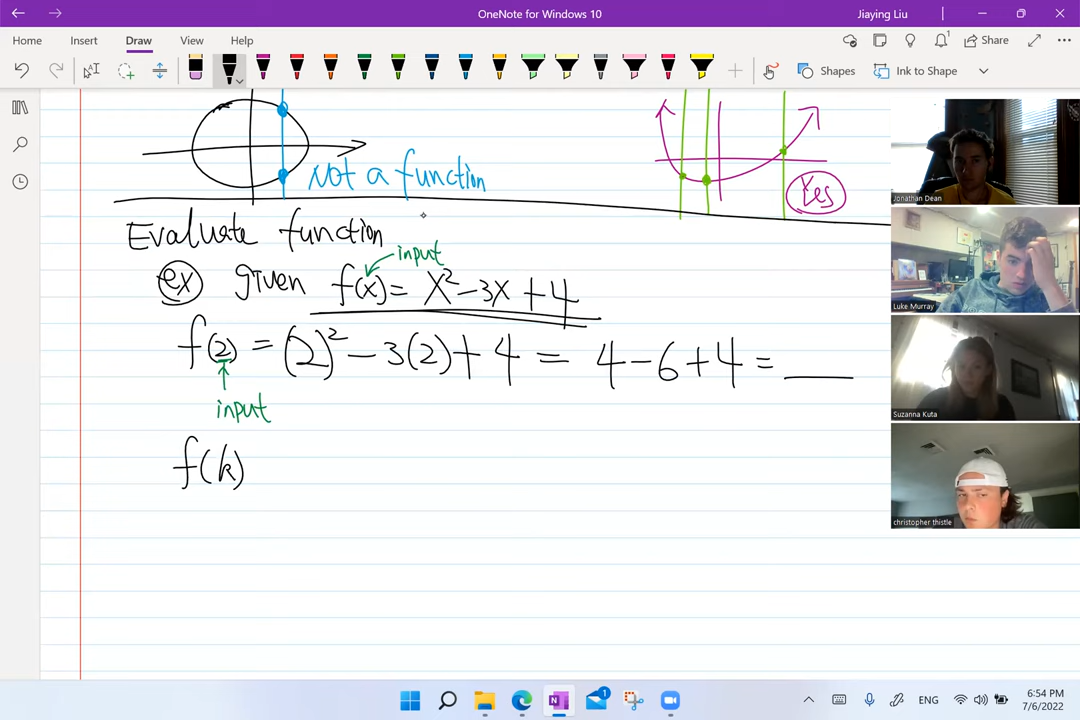 OneNote for Windows 10
Jiaying Liu
Home Insert Draw View Help
Share
Shapes
Ink to Shape
Not a function
Yes
Evaluate function
input
ex given f(x) = x² - 3x + 4
f(2) = (2)² - 3(2) + 4 = 4 - 6 + 4 = ____
input
f(k)
Jonathan Dean
Luke Murray
Suzanna Kuta
christopher thistle
1
ENG
6:54 PM
7/6/2022